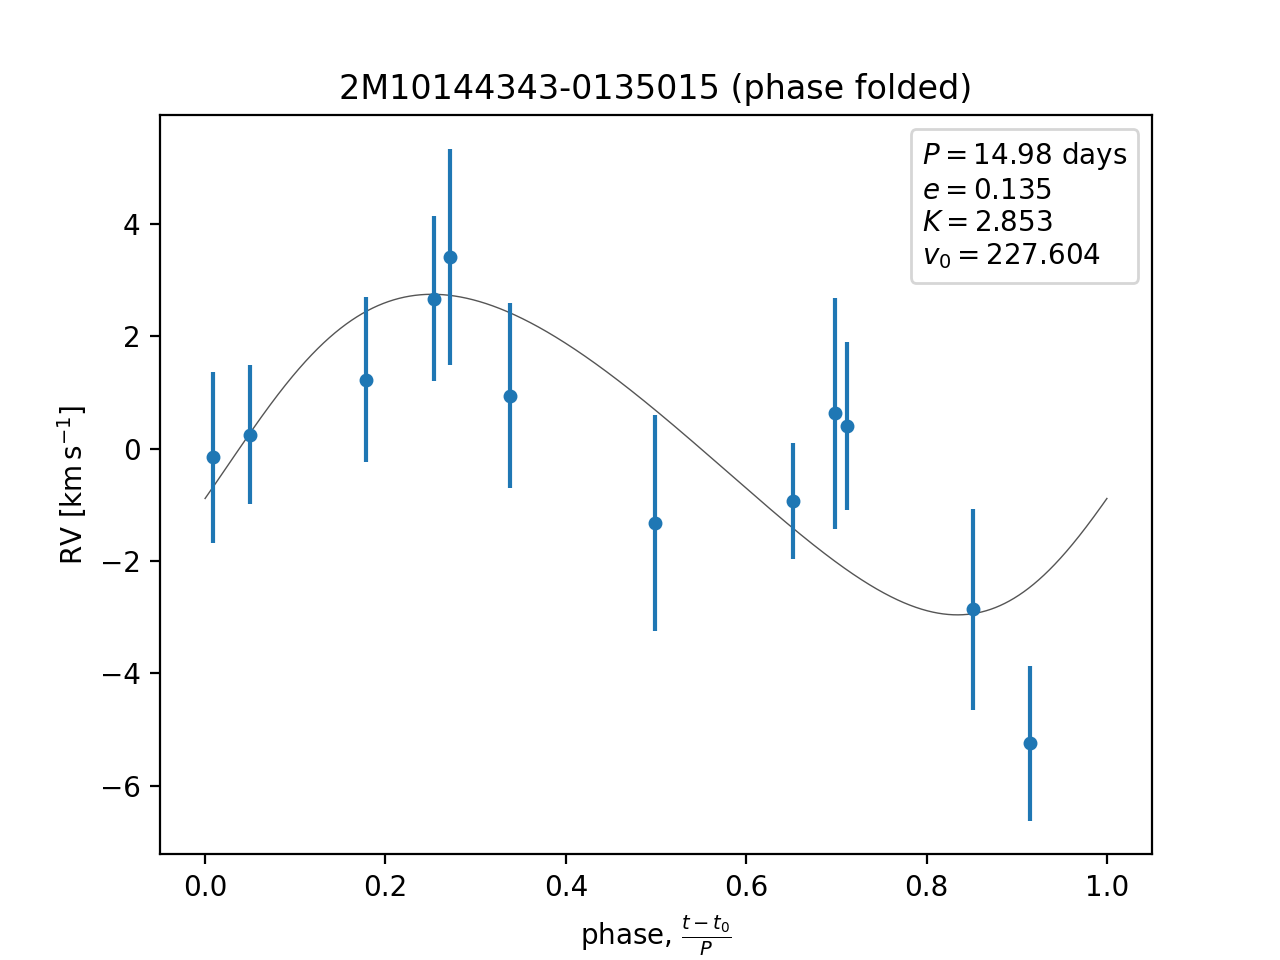 2M10144343-0135015 (phase folded)
P = 14.98 days
e = 0.135
K = 2.853
v₀ = 227.604
RV [km s⁻¹]
4
2
0
−2
−4
−6
0.0 0.2 0.4 0.6 0.8 1.0
phase, (t − t₀)/P